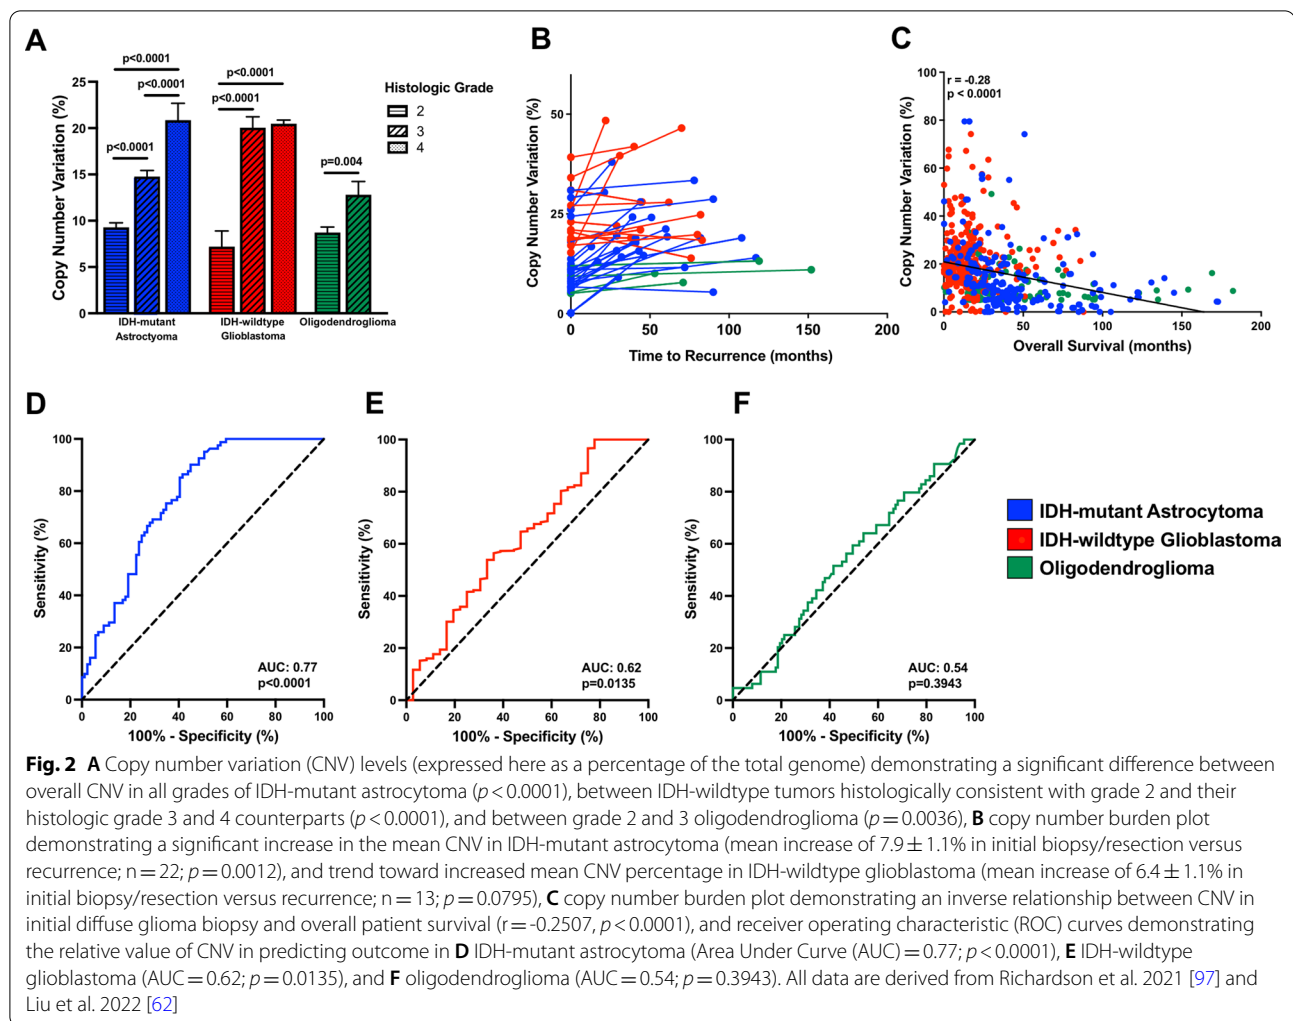 A
p<0.0001
p<0.0001
p<0.0001
p<0.0001
p<0.0001
p=0.004
Copy Number Variation (%)
25
20
15
10
5
0
IDH-mutant
Astroctyoma
IDH-wildtype
Glioblastoma
Oligodendroglioma
Histologic Grade
2
3
4
B
Copy Number Variation (%)
50
25
0
0 50 100 150 200
Time to Recurrence (months)
C
r = -0.28
p < 0.0001
Copy Number Variation (%)
100
80
60
40
20
0
0 50 100 150 200
Overall Survival (months)
D
Sensitivity (%)
100
80
60
40
20
0
0 20 40 60 80 100
100% - Specificity (%)
AUC: 0.77
p<0.0001
E
Sensitivity (%)
100
80
60
40
20
0
0 20 40 60 80 100
100% - Specificity (%)
AUC: 0.62
p=0.0135
F
Sensitivity (%)
100
80
60
40
20
0
0 20 40 60 80 100
100% - Specificity (%)
AUC: 0.54
p=0.3943
IDH-mutant Astrocytoma
IDH-wildtype Glioblastoma
Oligodendroglioma
Fig. 2 A Copy number variation (CNV) levels (expressed here as a percentage of the total genome) demonstrating a significant difference between
overall CNV in all grades of IDH-mutant astrocytoma (p < 0.0001), between IDH-wildtype tumors histologically consistent with grade 2 and their
histologic grade 3 and 4 counterparts (p < 0.0001), and between grade 2 and 3 oligodendroglioma (p = 0.0036), B copy number burden plot
demonstrating a significant increase in the mean CNV in IDH-mutant astrocytoma (mean increase of 7.9 ± 1.1% in initial biopsy/resection versus
recurrence; n = 22; p = 0.0012), and trend toward increased mean CNV percentage in IDH-wildtype glioblastoma (mean increase of 6.4 ± 1.1% in
initial biopsy/resection versus recurrence; n = 13; p = 0.0795), C copy number burden plot demonstrating an inverse relationship between CNV in
initial diffuse glioma biopsy and overall patient survival (r = -0.2507, p < 0.0001), and receiver operating characteristic (ROC) curves demonstrating
the relative value of CNV in predicting outcome in D IDH-mutant astrocytoma (Area Under Curve (AUC) = 0.77; p < 0.0001), E IDH-wildtype
glioblastoma (AUC = 0.62; p = 0.0135), and F oligodendroglioma (AUC = 0.54; p = 0.3943). All data are derived from Richardson et al. 2021 [97] and
Liu et al. 2022 [62]